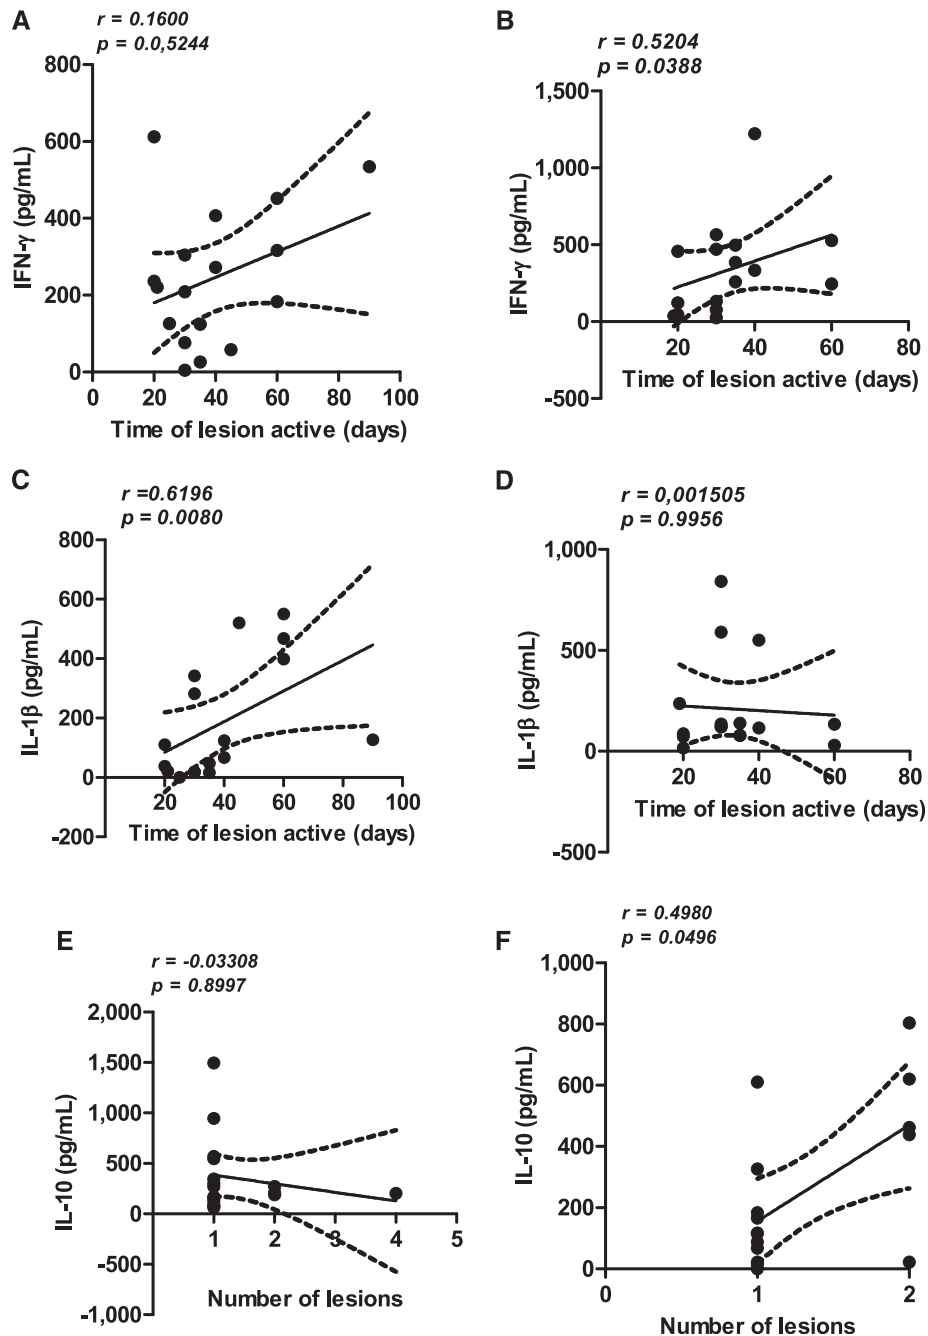 A
r = 0.1600
p = 0.0,5244
800
600
400
200
0
IFN-γ (pg/mL)
0 20 40 60 80 100
Time of lesion active (days)
B
r = 0.5204
p = 0.0388
1,500
1,000
500
0
-500
IFN-γ (pg/mL)
20 40 60 80
Time of lesion active (days)
C
r =0.6196
p = 0.0080
800
600
400
200
0
-200
IL-1β (pg/mL)
20 40 60 80 100
Time of lesion active (days)
D
r = 0,001505
p = 0.9956
1,000
500
0
-500
IL-1β (pg/mL)
20 40 60 80
Time of lesion active (days)
E
r = -0.03308
p = 0.8997
2,000
1,500
1,000
500
0
-500
-1,000
IL-10 (pg/mL)
1 2 3 4 5
Number of lesions
F
r = 0.4980
p = 0.0496
1,000
800
600
400
200
0
IL-10 (pg/mL)
0 1 2
Number of lesions